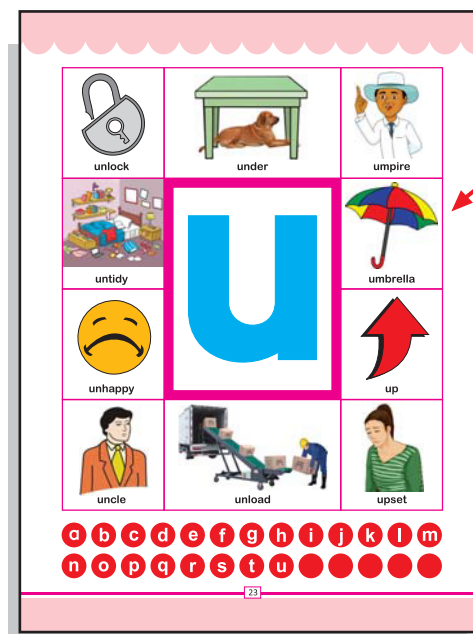 unlock under umpire
untidy umbrella
u
unhappy up
uncle unload upset
a b c d e f g h i j k l m
n o p q r s t u
23